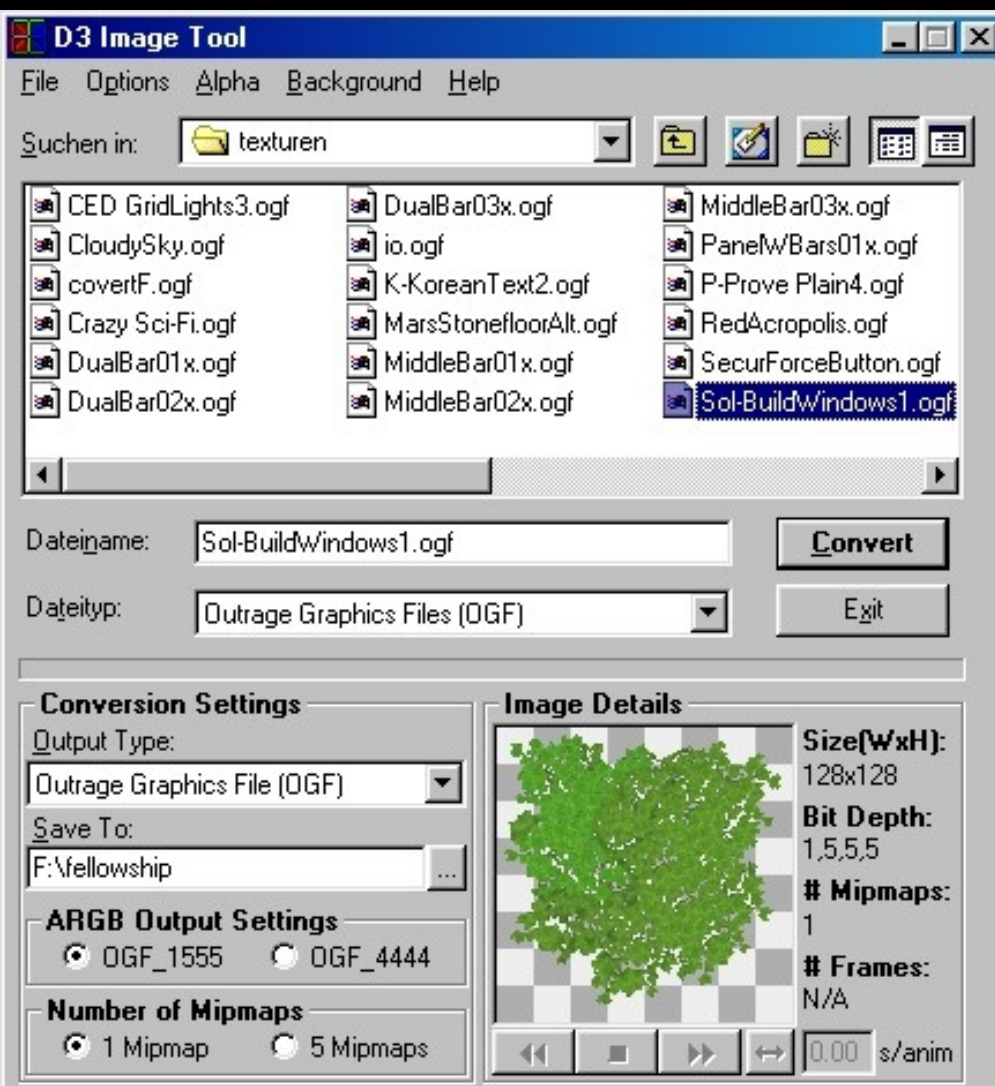 D3 Image Tool
File Options Alpha Background Help
Suchen in: texturen
CED GridLights3.ogf DualBar03x.ogf MiddleBar03x.ogf
CloudySky.ogf io.ogf PanelWBars01x.ogf
covertF.ogf K-KoreanText2.ogf P-Prove Plain4.ogf
Crazy Sci-Fi.ogf MarsStonefloorAlt.ogf RedAcropolis.ogf
DualBar01x.ogf MiddleBar01x.ogf SecurForceButton.ogf
DualBar02x.ogf MiddleBar02x.ogf Sol-BuildWindows1.ogf
Dateiname: Sol-BuildWindows1.ogf Convert
Dateityp: Outrage Graphics Files (OGF) Exit
Conversion Settings
Output Type:
Outrage Graphics File (OGF)
Save To:
F:\fellowship ...
ARGB Output Settings
OGF_1555 OGF_4444
Number of Mipmaps
1 Mipmap 5 Mipmaps
Image Details
Size(WxH):
128x128
Bit Depth:
1,5,5,5
# Mipmaps:
1
# Frames:
N/A
0.00 s/anim